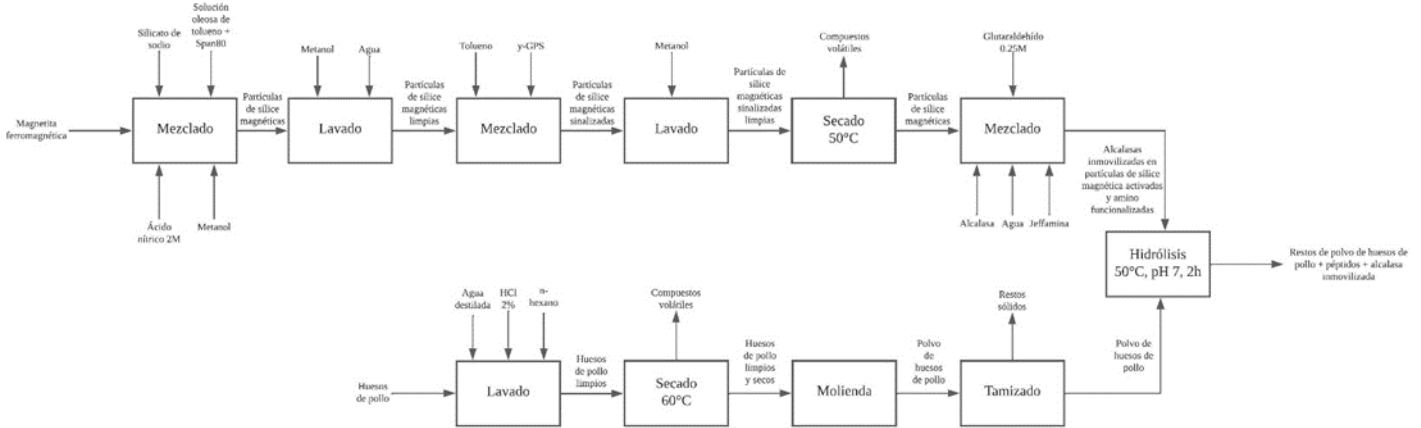 Silicato de
sodio
Solución
oleosa de
tolueno +
Span80
Magnetita
ferromagnética
Mezclado
Ácido
nítrico 2M
Metanol
Partículas
de sílice
magnéticas
Metanol
Agua
Lavado
Partículas
de sílice
magnéticas
limpias
Tolueno
y-GPS
Mezclado
Partículas
de sílice
magnéticas
sinalizadas
Metanol
Lavado
Partículas de
sílice
magnéticas
sinalizadas
limpias
Compuestos
volátiles
Secado
50°C
Partículas
de sílice
magnéticas
Glutaraldehído
0.25M
Mezclado
Alcalasa
Agua
Jeffamina
Alcalasas
inmovilizadas en
partículas de sílice
magnética activadas
y amino
funcionalizadas
Hidrólisis
50°C, pH 7, 2h
Restos de polvo de huesos de
pollo + péptidos + alcalasa
inmovilizada
Huesos
de pollo
Agua
destilada
HCl
2%
n-
hexano
Lavado
Huesos
de pollo
limpios
Compuestos
volátiles
Secado
60°C
Huesos
de pollo
limpios
y secos
Molienda
Polvo
de
huesos
de pollo
Restos
sólidos
Tamizado
Polvo de
huesos de
pollo